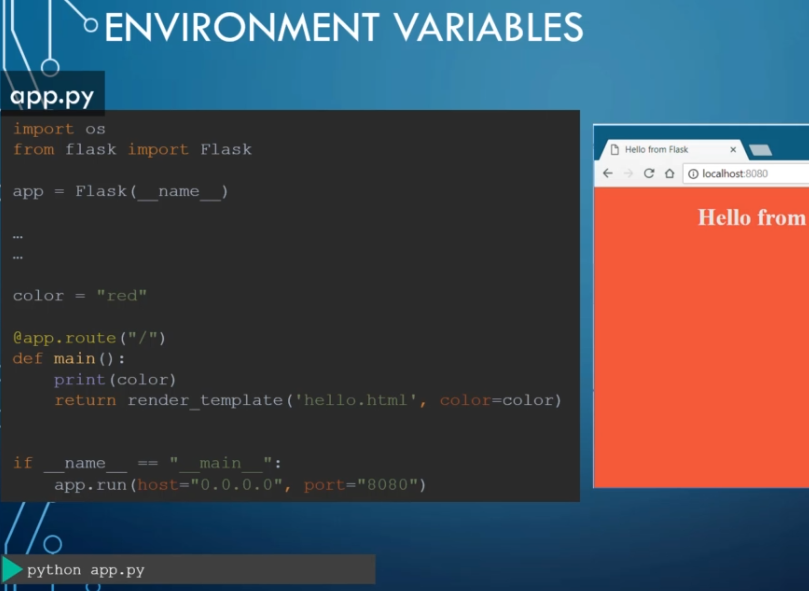 ENVIRONMENT VARIABLES
app.py
import os
from flask import Flask
app = Flask(__name__)
…
…
color = "red"
@app.route("/")
def main():
    print(color)
    return render_template('hello.html', color=color)
if __name__ == "__main__":
    app.run(host="0.0.0.0", port="8080")
Hello from Flask
localhost:8080
Hello from
python app.py